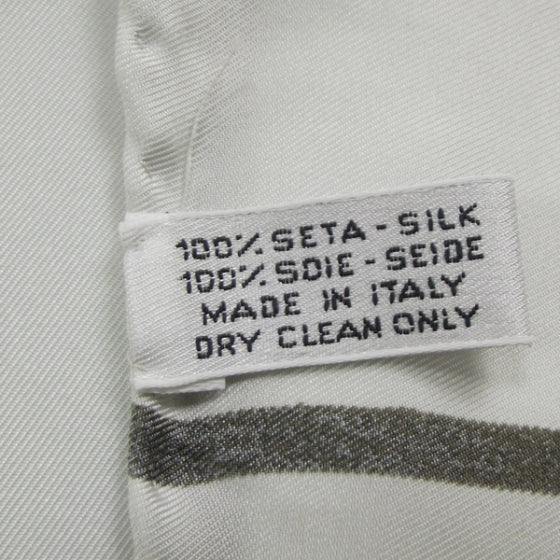 100% SETA - SILK
100% SOIE - SEIDE
MADE IN ITALY
DRY CLEAN ONLY